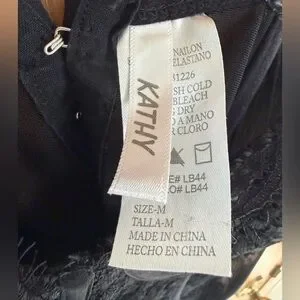 KATHY
NAILON
ELASTANO
31226
SH COLD
BLEACH
DRY
A MANO
CLORO
E# LB44
O# LB44
SIZE-M
TALLA-M
MADE IN CHINA
HECHO EN CHINA